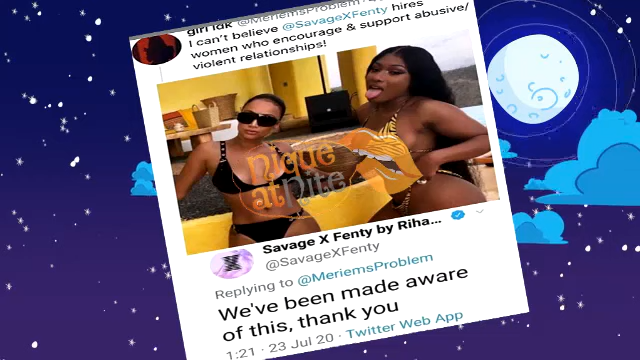 girl idk @MeriemsProblem
I can't believe @SavageXFenty hires
women who encourage & support abusive/
violent relationships!
nique
at nite
Savage X Fenty by Riha...
@SavageXFenty
Replying to @MeriemsProblem
We've been made aware
of this, thank you
1:21 · 23 Jul 20 · Twitter Web App